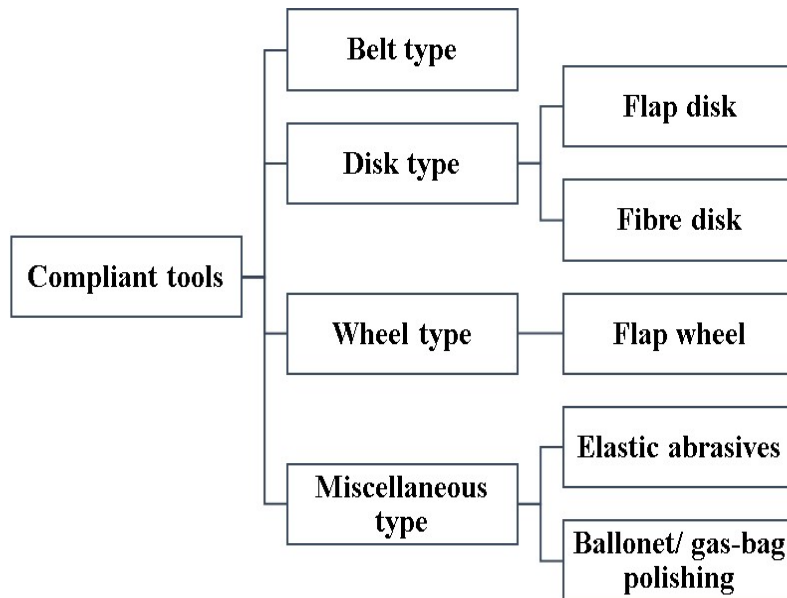 Belt type
Flap disk
Disk type
Fibre disk
Compliant tools
Wheel type
Flap wheel
Elastic abrasives
Miscellaneous
type
Ballonet/ gas-bag
polishing